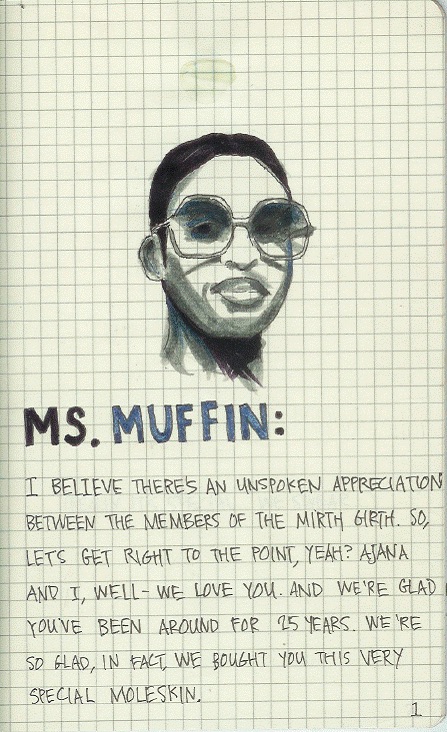 MS. MUFFIN:
I BELIEVE THERE'S AN UNSPOKEN APPRECIATION
BETWEEN THE MEMBERS OF THE MIRTH GIRTH. SO,
LET'S GET RIGHT TO THE POINT, YEAH? AJANA
AND I, WELL- WE LOVE YOU. AND WE'RE GLAD
YOU'VE BEEN AROUND FOR 25 YEARS. WE'RE
SO GLAD, IN FACT, WE BOUGHT YOU THIS VERY
SPECIAL MOLESKIN.
1